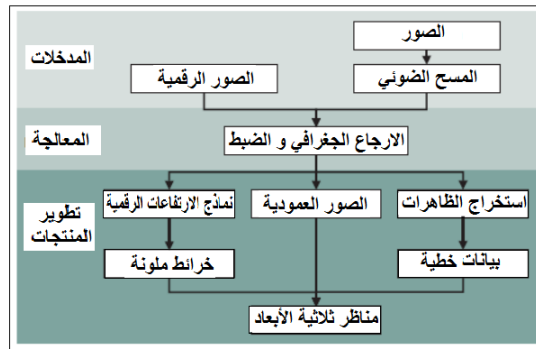 الصور
المدخلات
المسح الضوئي
الصور الرقمية
الارجاع الجغرافي و الضبط
المعالجة
استخراج الظاهرات
الصور العمودية
نماذج الارتفاعات الرقمية
تطوير
المنتجات
بيانات خطية
خرائط ملونة
مناظر ثلاثية الأبعاد